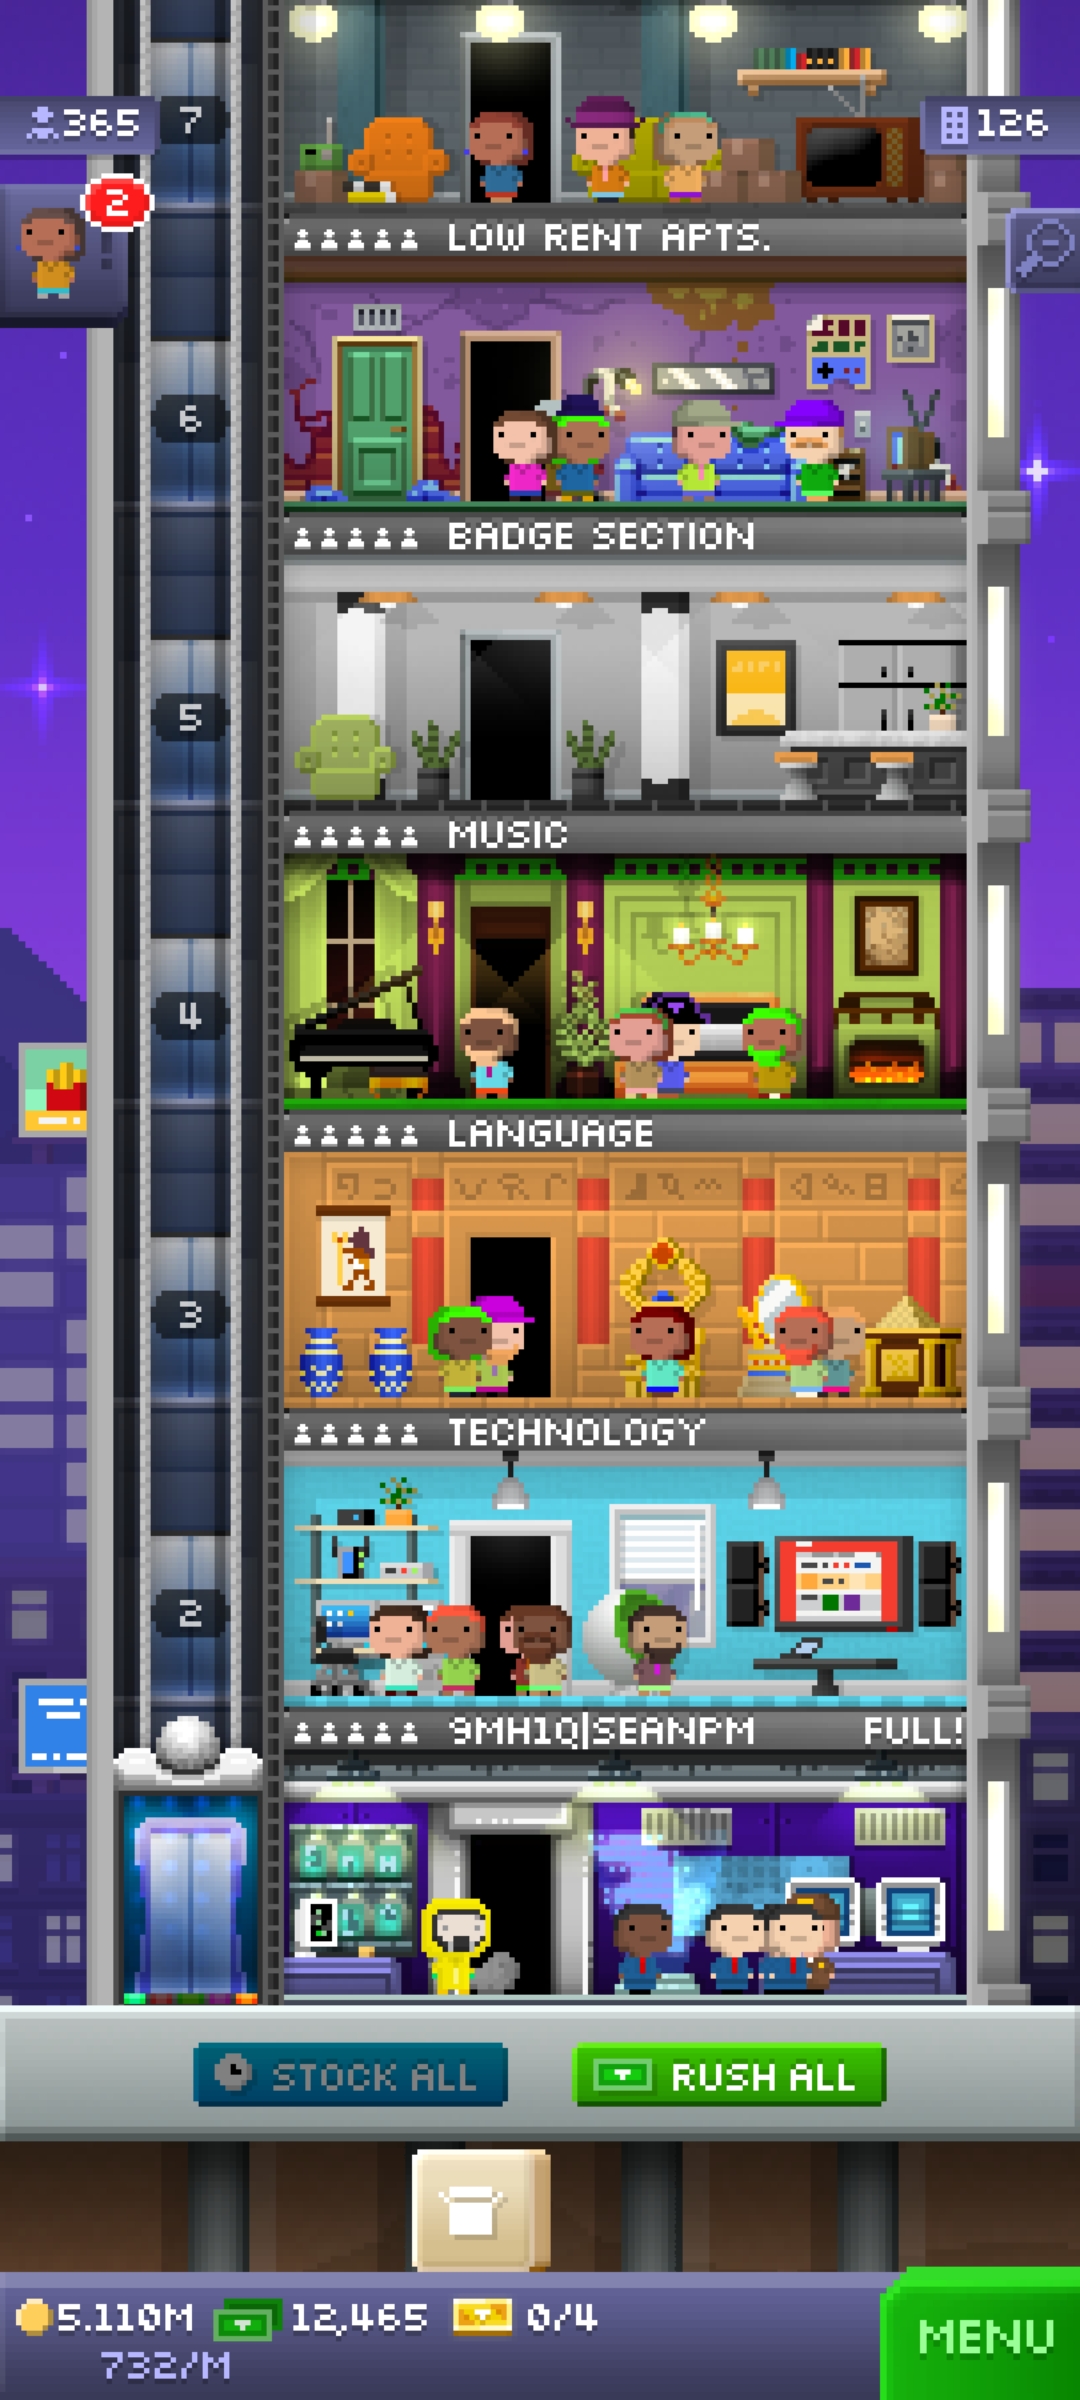 365
7
126
2
LOW RENT APTS.
6
BADGE SECTION
5
MUSIC
4
LANGUAGE
3
TECHNOLOGY
2
9MH1Q|SEANPM FULL!
STOCK ALL
RUSH ALL
5.110M
12,465
0/4
732/M
MENU